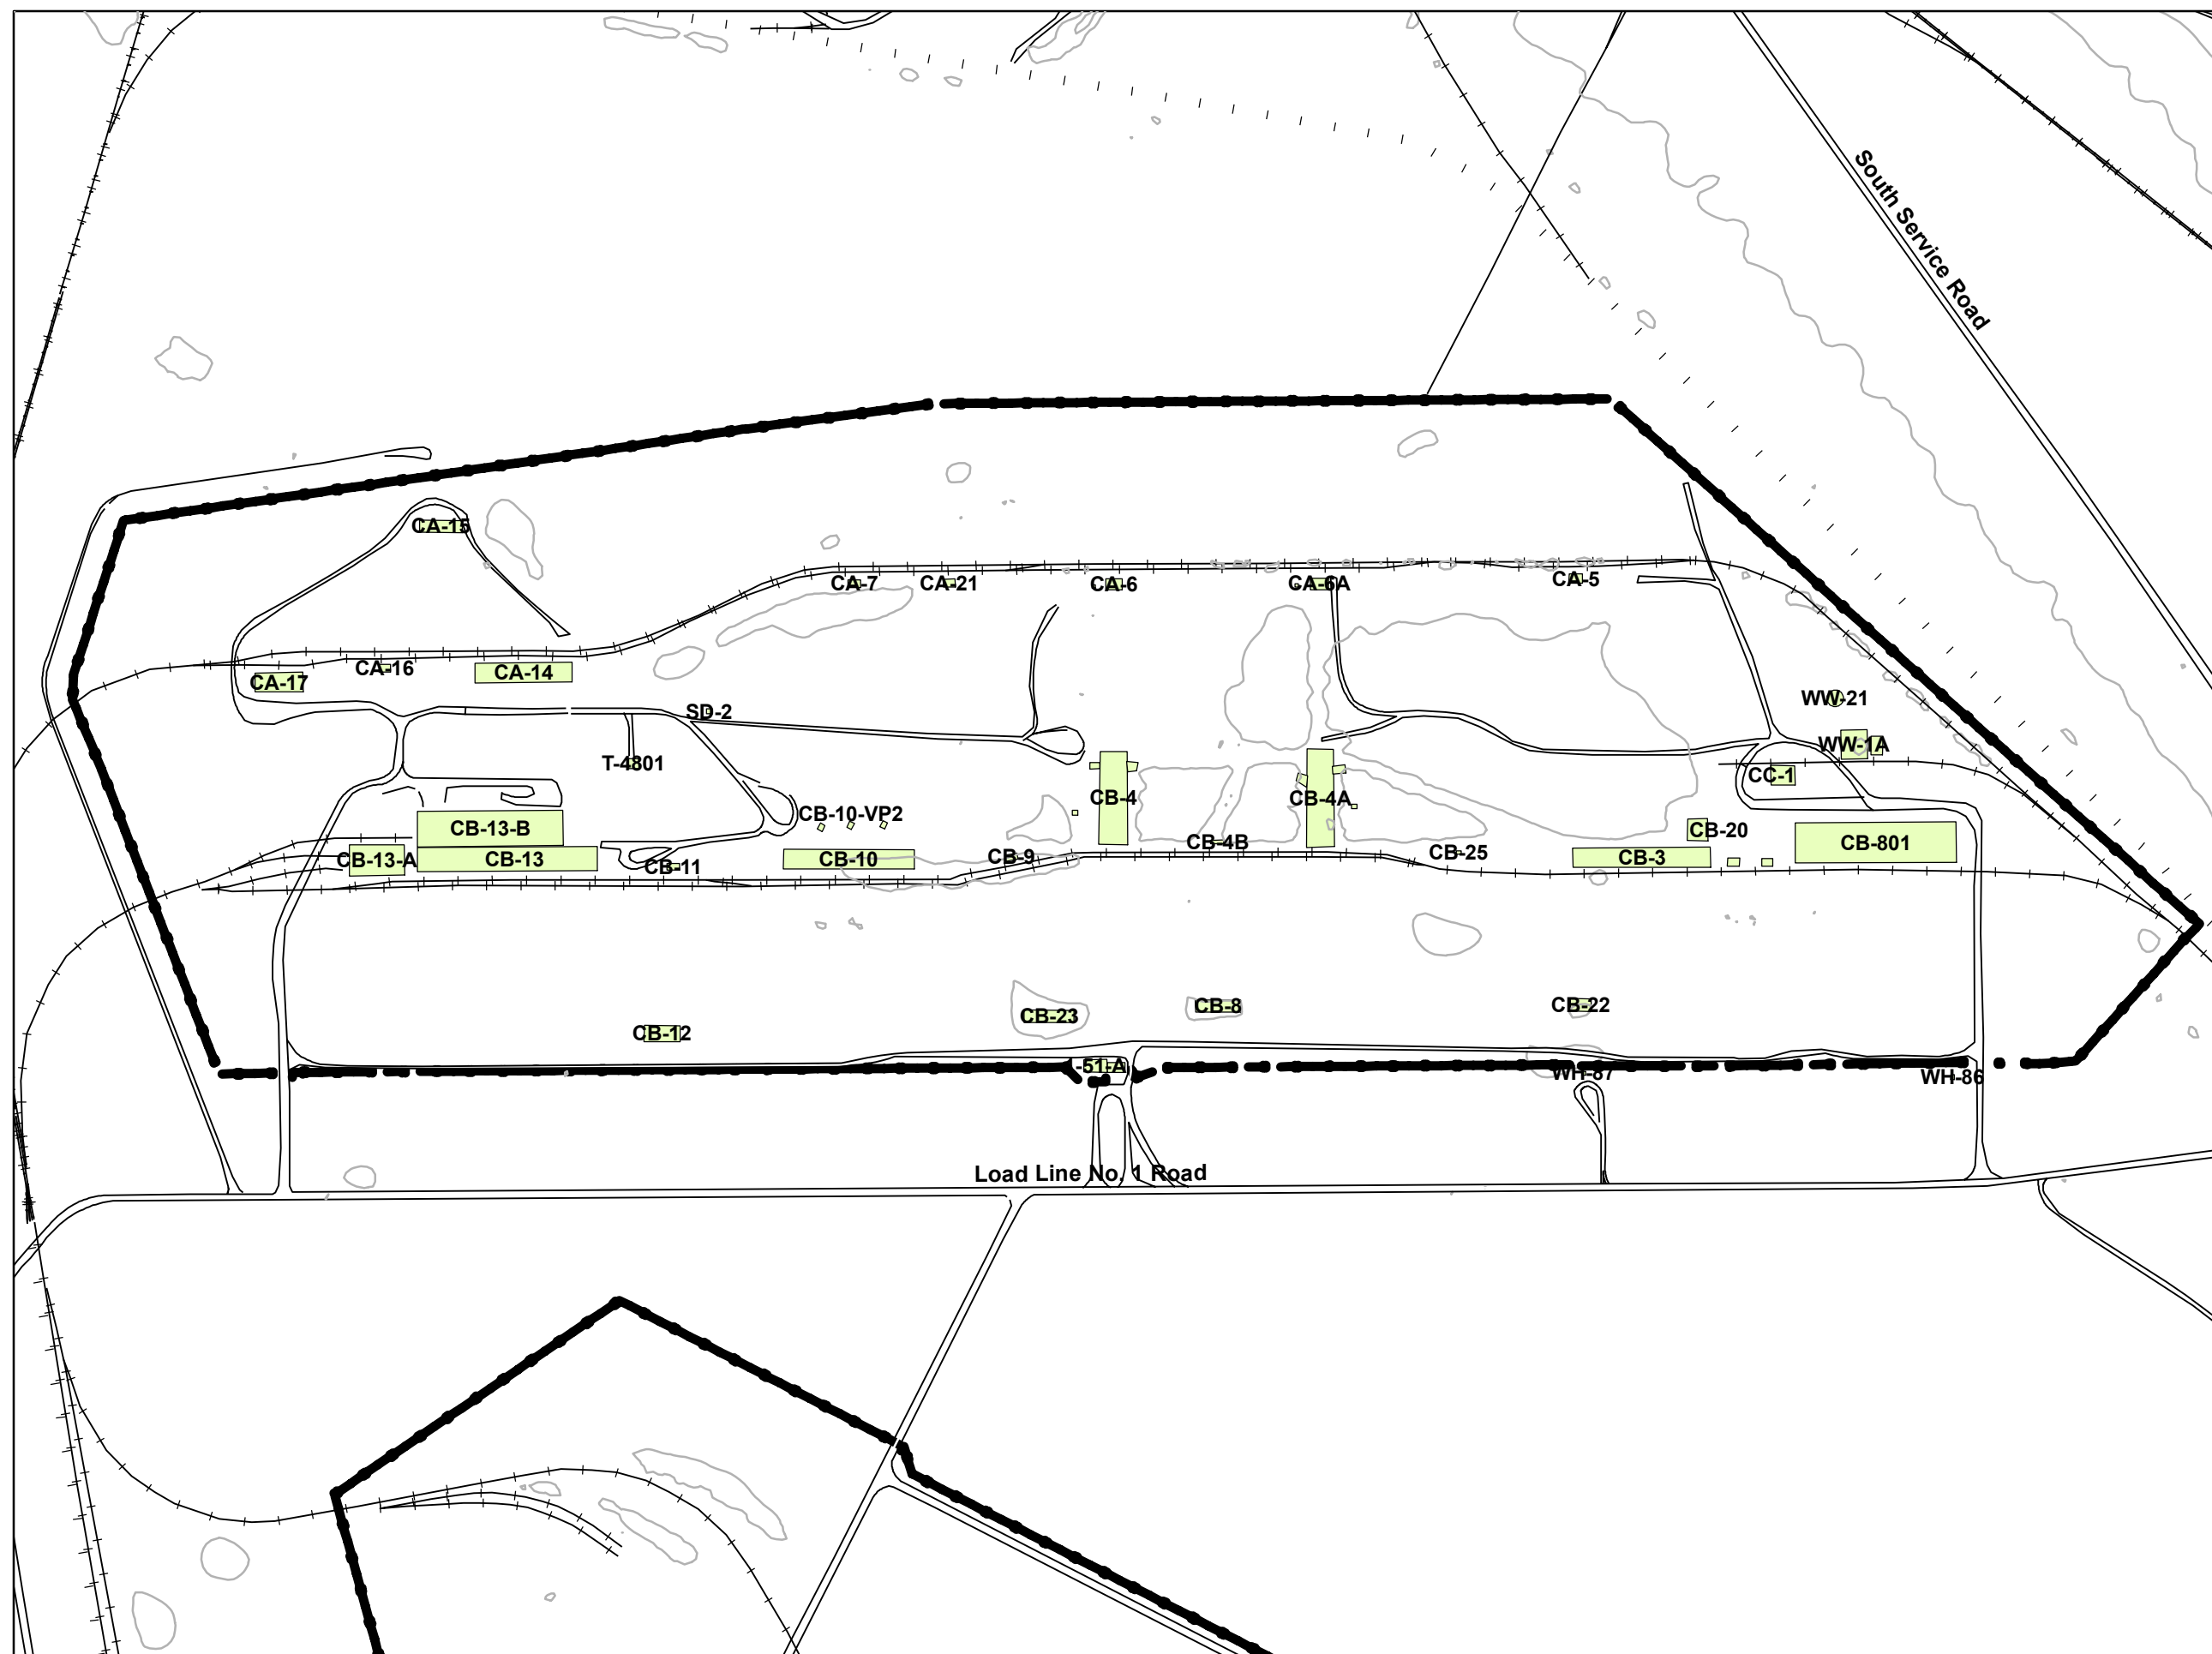 South Service Road
CA-15
CA-7
CA-21
CA-6
CA-6A
CA-5
CA-16
CA-14
CA-17
SD-2
WW-21
T-4801
WW-1A
CC-1
CB-4
CB-4A
CB-10-VP2
CB-13-B
CB-20
CB-4B
CB-801
CB-13-A
CB-13
CB-11
CB-10
CB-9
CB-25
CB-3
CB-12
CB-23
CB-8
CB-22
-51-A
WH-87
WH-86
Load Line No. 1 Road